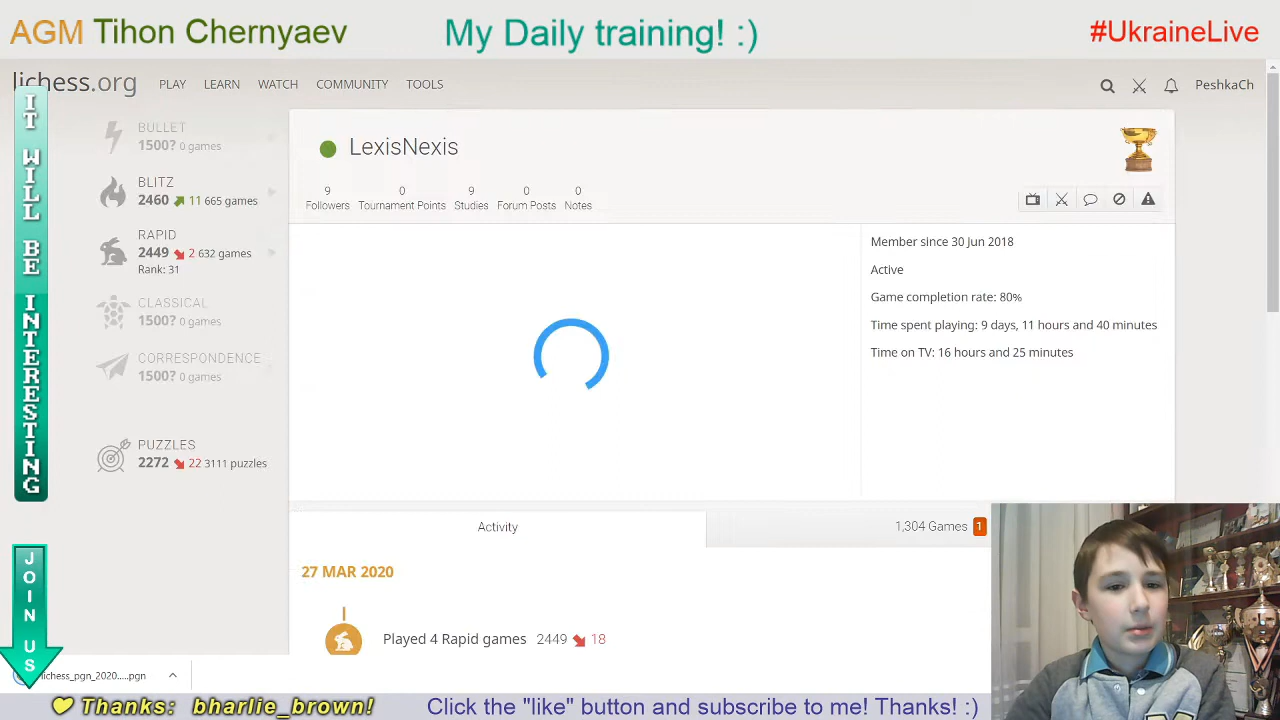 AGM Tihon Chernyaev
My Daily training! :)
#UkraineLive
lichess.org
PLAY LEARN WATCH COMMUNITY TOOLS
PeshkaCh
IT WILL BE INTERESTING
JOIN US
BULLET
1500? 0 games
BLITZ
2460 11 665 games
RAPID
2449 2 632 games
Rank: 31
CLASSICAL
1500? 0 games
CORRESPONDENCE
1500? 0 games
PUZZLES
2272 22 3111 puzzles
LexisNexis
9 0 9 0 0
Followers Tournament Points Studies Forum Posts Notes
Member since 30 Jun 2018
Active
Game completion rate: 80%
Time spent playing: 9 days, 11 hours and 40 minutes
Time on TV: 16 hours and 25 minutes
Activity
1,304 Games 1
27 MAR 2020
Played 4 Rapid games 2449 18
lichess_pgn_2020.....pgn
Thanks: bharlie_brown!
Click the "like" button and subscribe to me! Thanks! :)